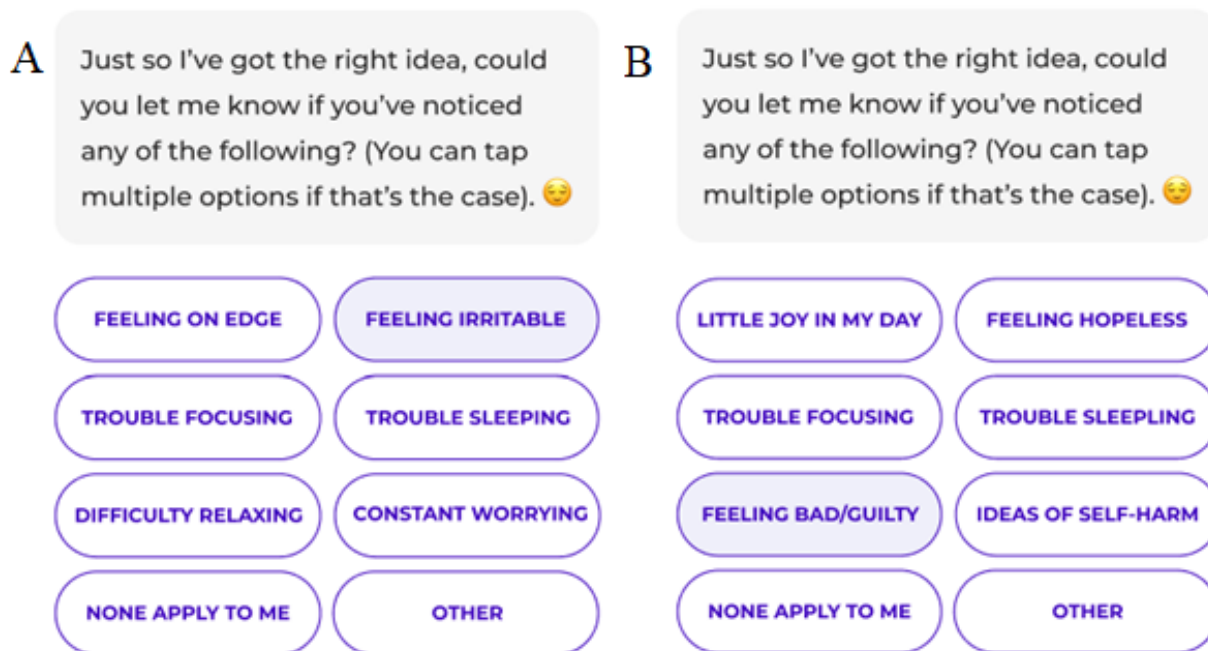 A
Just so I've got the right idea, could
you let me know if you've noticed
any of the following? (You can tap
multiple options if that's the case). 😌
FEELING ON EDGE
FEELING IRRITABLE
TROUBLE FOCUSING
TROUBLE SLEEPING
DIFFICULTY RELAXING
CONSTANT WORRYING
NONE APPLY TO ME
OTHER
B
Just so I've got the right idea, could
you let me know if you've noticed
any of the following? (You can tap
multiple options if that's the case). 😌
LITTLE JOY IN MY DAY
FEELING HOPELESS
TROUBLE FOCUSING
TROUBLE SLEEPLING
FEELING BAD/GUILTY
IDEAS OF SELF-HARM
NONE APPLY TO ME
OTHER